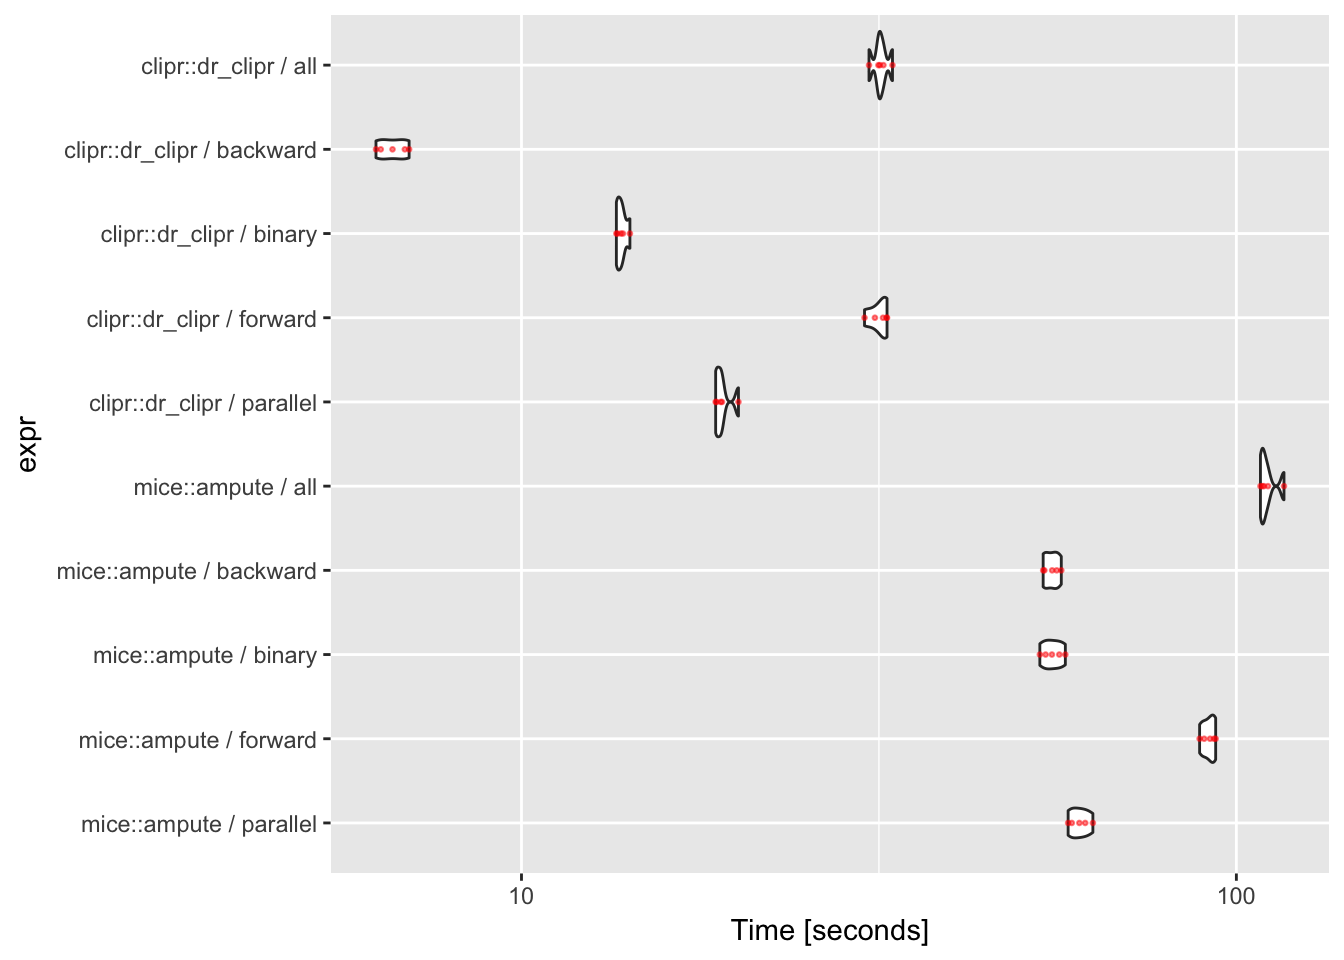 clipr::dr_clipr / all
clipr::dr_clipr / backward
clipr::dr_clipr / binary
clipr::dr_clipr / forward
clipr::dr_clipr / parallel
mice::ampute / all
mice::ampute / backward
mice::ampute / binary
mice::ampute / forward
mice::ampute / parallel
expr
10
100
Time [seconds]